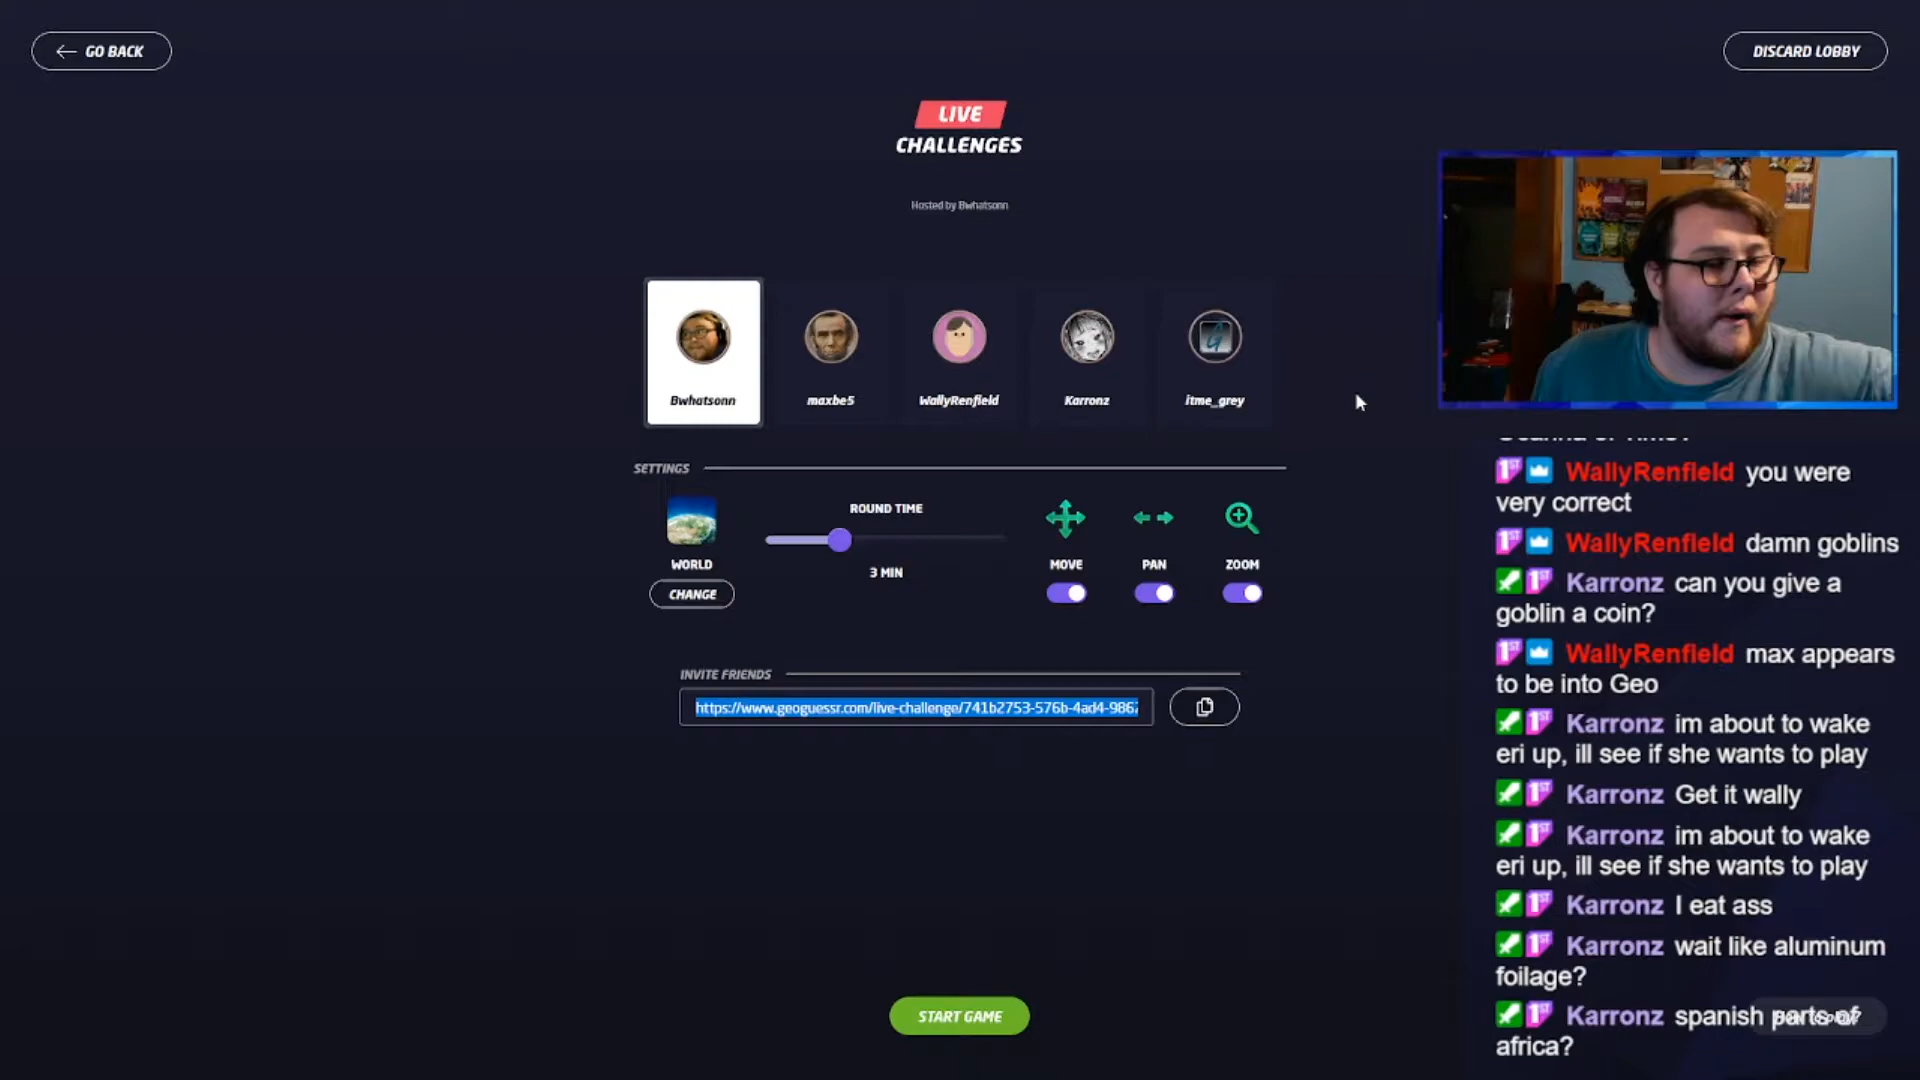 GO BACK
DISCARD LOBBY
LIVE
CHALLENGES
Hosted by Bwhatsonn
Bwhatsonn
maxbe5
WallyRenfield
Karronz
itme_grey
SETTINGS
WORLD
CHANGE
ROUND TIME
3 MIN
MOVE
PAN
ZOOM
INVITE FRIENDS
https://www.geoguessr.com/live-challenge/741b2753-576b-4ad4-986
START GAME
WallyRenfield you were
very correct
WallyRenfield damn goblins
Karronz can you give a
goblin a coin?
WallyRenfield max appears
to be into Geo
Karronz im about to wake
eri up, ill see if she wants to play
Karronz Get it wally
Karronz im about to wake
eri up, ill see if she wants to play
Karronz I eat ass
Karronz wait like aluminum
foilage?
Karronz spanish parts of
africa?